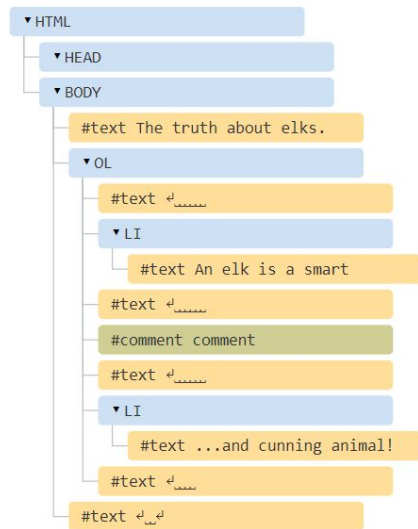 ▾ HTML
▾ HEAD
▾ BODY
#text The truth about elks.
▾ OL
#text ↵␣␣␣␣␣␣
▾ LI
#text An elk is a smart
#text ↵␣␣␣␣␣␣
#comment comment
#text ↵␣␣␣␣␣␣
▾ LI
#text ...and cunning animal!
#text ↵␣␣␣␣
#text ↵␣␣↵